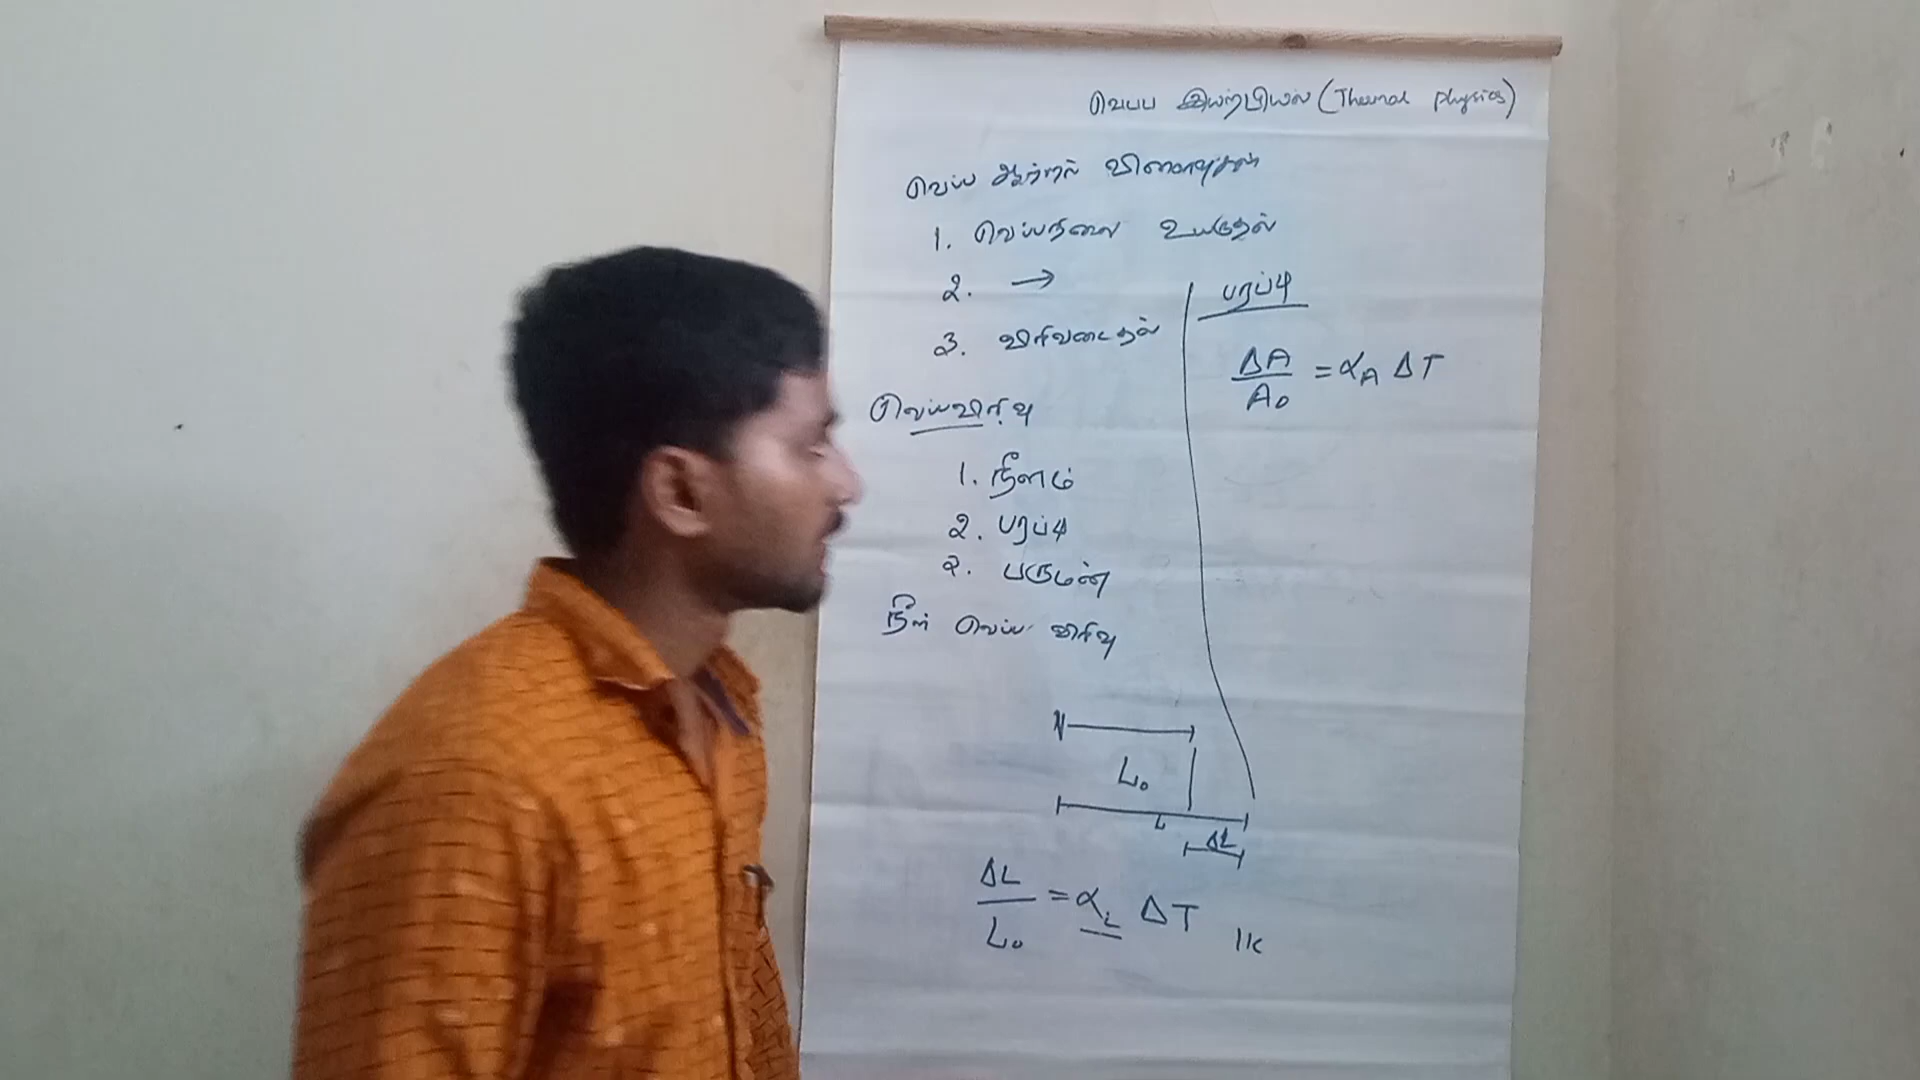 வெப்ப இயற்பியல் (Thermal Physics)
வெப்ப ஆற்றல் விளைவுகள்
1. வெப்பநிலை உயருதல்
2. →
3. விரிவடைதல்
வெப்பவிரிவு
1. நீளம்
2. பரப்பு
2. பருமன்
நீள் வெப்ப விரிவு
L₀
L
ΔL
ΔL/L₀ = α_L ΔT
1K
பரப்பு
ΔA/A₀ = α_A ΔT